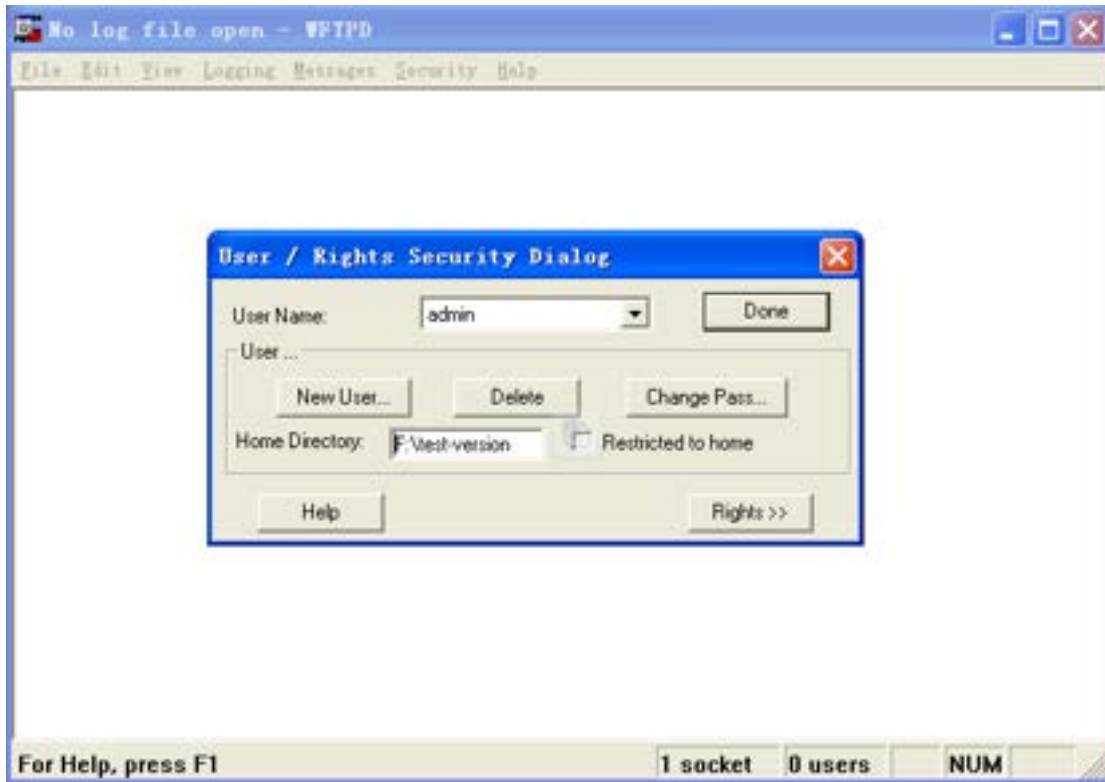 No log file open - WFTPD
File Edit View Logging Messages Security Help
User / Rights Security Dialog
User Name: admin Done
User ...
New User... Delete Change Pass...
Home Directory: F:\test-version Restricted to home
Help Rights >>
For Help, press F1 1 socket 0 users NUM